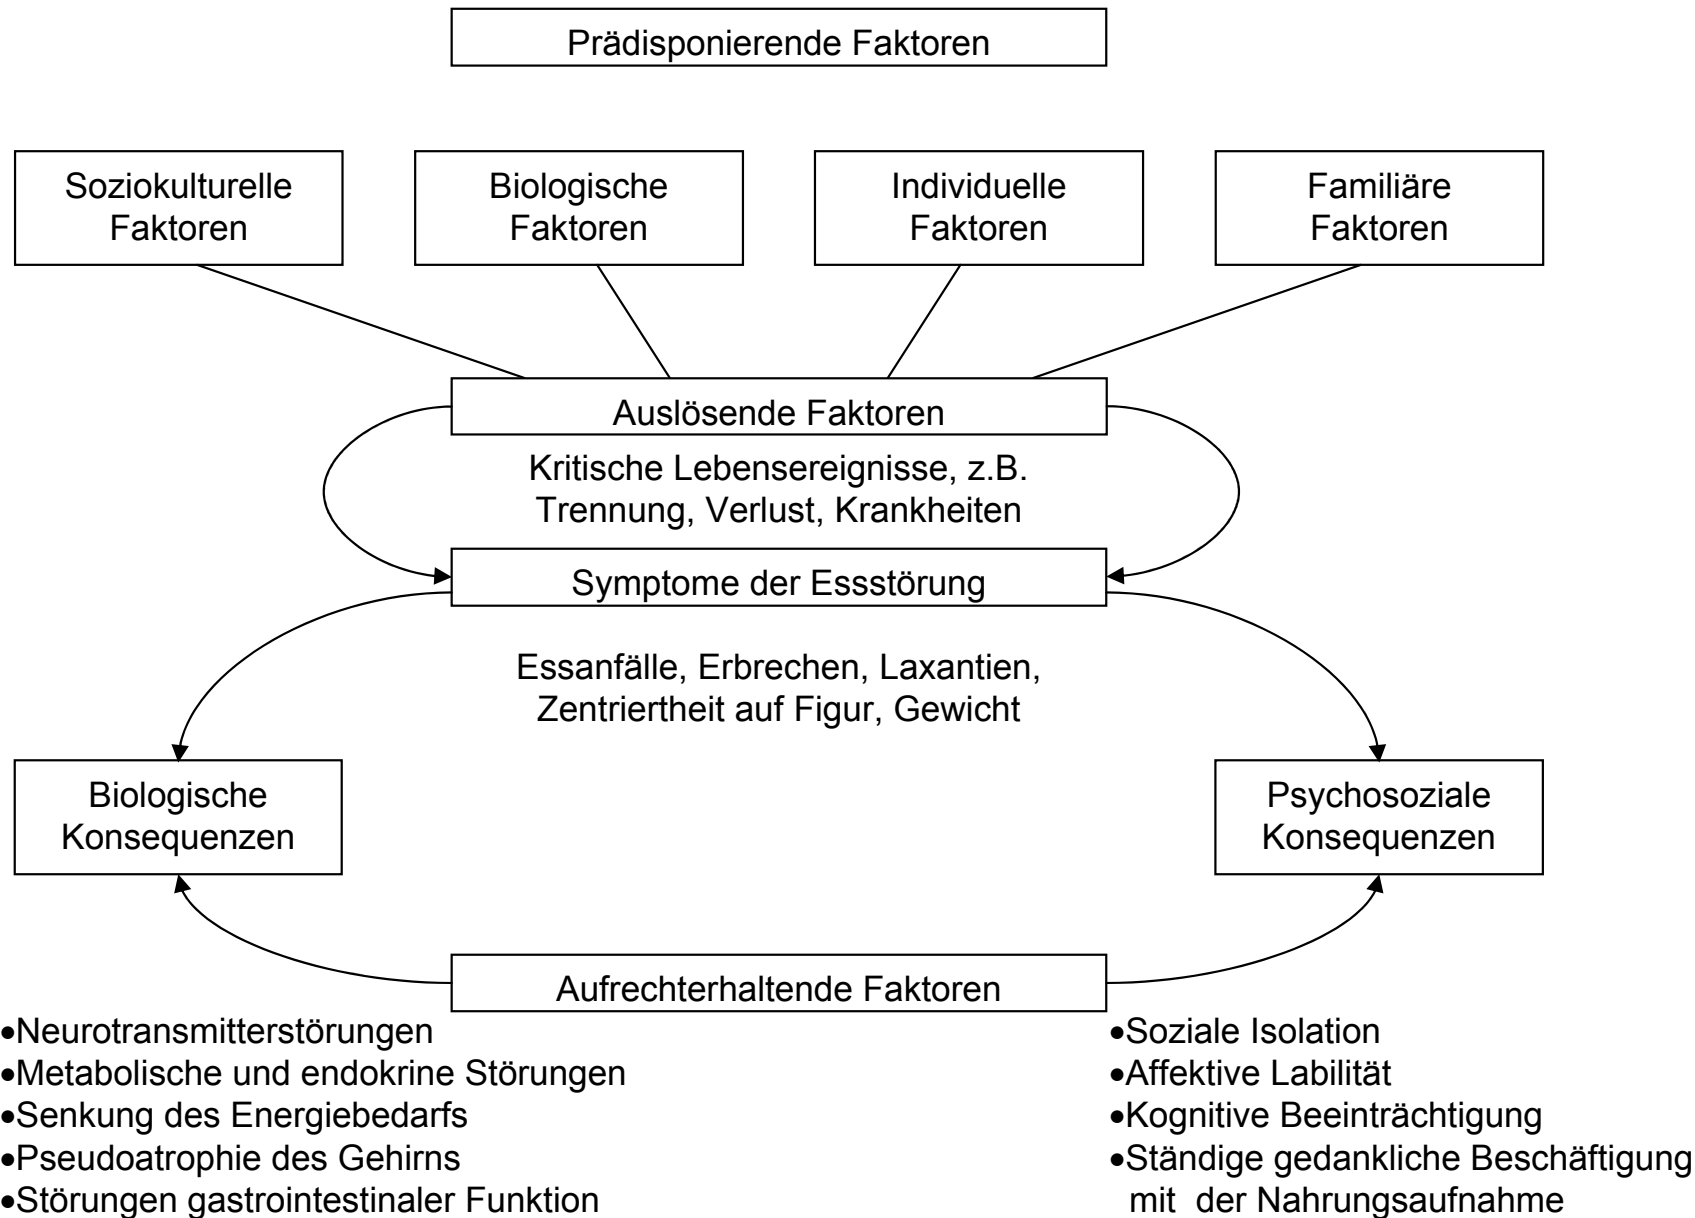 Prädisponierende Faktoren
Soziokulturelle
Faktoren
Biologische
Faktoren
Individuelle
Faktoren
Familiäre
Faktoren
Auslösende Faktoren
Kritische Lebensereignisse, z.B.
Trennung, Verlust, Krankheiten
Symptome der Essstörung
Essanfälle, Erbrechen, Laxantien,
Zentriertheit auf Figur, Gewicht
Biologische
Konsequenzen
Psychosoziale
Konsequenzen
Aufrechterhaltende Faktoren
•Neurotransmitterstörungen
•Metabolische und endokrine Störungen
•Senkung des Energiebedarfs
•Pseudoatrophie des Gehirns
•Störungen gastrointestinaler Funktion
•Soziale Isolation
•Affektive Labilität
•Kognitive Beeinträchtigung
•Ständige gedankliche Beschäftigung
mit der Nahrungsaufnahme